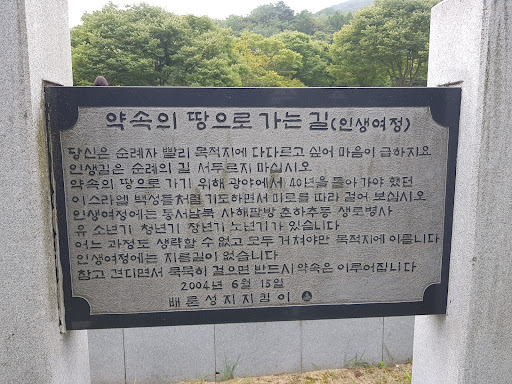 약속의 땅으로 가는 길(인생여정)
당신은 순례자 빨리 목적지에 다다르고 싶어 마음이 급하지요
인생길은 순례의 길 서두르지 마십시오
약속의 땅으로 가기 위해 광야에서 40년을 돌아가야 했던
이스라엘 백성들처럼 기도하면서 미로를 따라 걸어 보십시오
인생여정에는 동서남북 사해팔방 춘하추동 생로병사
유 소년기 청년기 장년기 노년기가 있습니다
어느 과정도 생략할 수 없고 모두 거쳐야만 목적지에 이릅니다
인생여정에는 지름길이 없습니다
참고 견디면서 묵묵히 걸으면 반드시 약속은 이루어집니다
2004년 6월 15일
배론성지지킴이